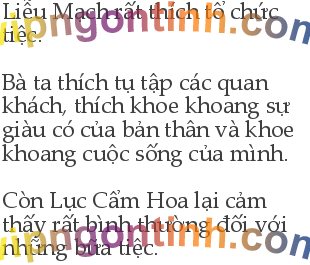 Liễu Mạch rất thích tổ chức
tiệc.
Bà ta thích tụ tập các quan
khách, thích khoe khoang sự
giàu có của bản thân và khoe
khoang cuộc sống của mình.
Còn Lục Cẩm Hoa lại cảm
thấy rất bình thường đối với
những bữa tiệc.